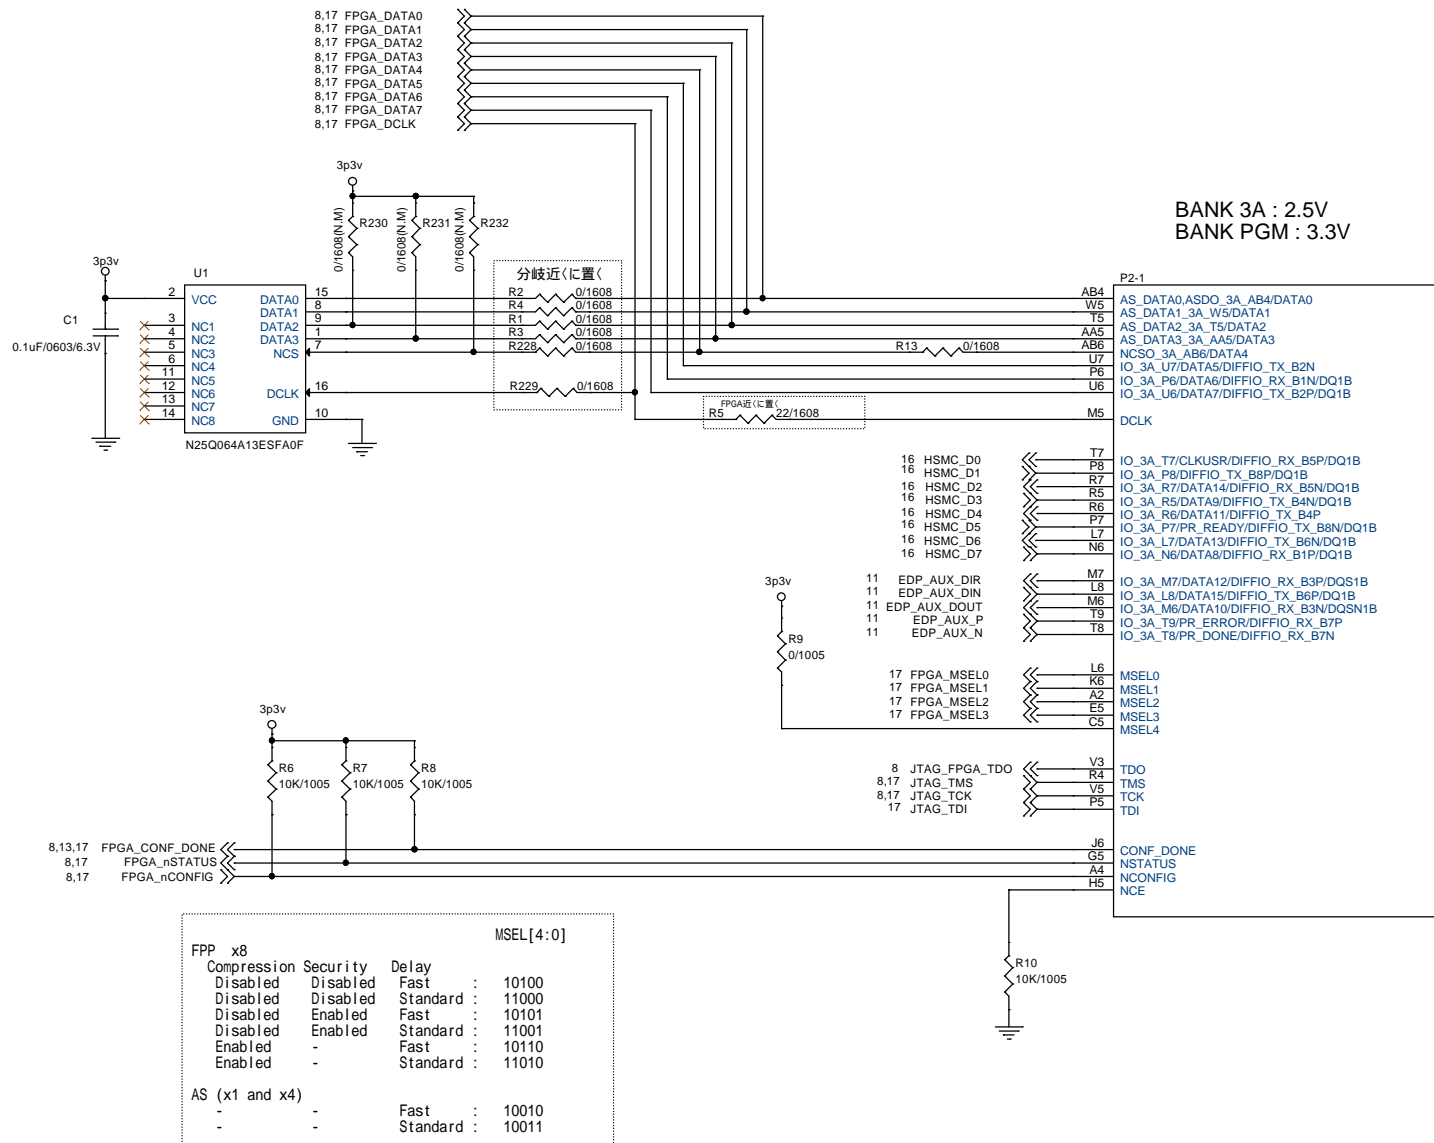 8,17 FPGA_DATA0
8,17 FPGA_DATA1
8,17 FPGA_DATA2
8,17 FPGA_DATA3
8,17 FPGA_DATA4
8,17 FPGA_DATA5
8,17 FPGA_DATA6
8,17 FPGA_DATA7
8,17 FPGA_DCLK
3p3v
R230
0/1608(N.M)
R231
0/1608(N.M)
R232
0/1608(N.M)
BANK 3A : 2.5V
BANK PGM : 3.3V
3p3v
C1
0.1uF/0603/6.3V
U1
2 VCC DATA0 15
DATA1 8
3 NC1 DATA2 9
4 NC2 DATA3 1
5 NC3 NCS 7
6 NC4
11 NC5
12 NC6 DCLK 16
13 NC7
14 NC8 GND 10
N25Q064A13ESFA0F
分岐近くに置く
R2 0/1608
R4 0/1608
R1 0/1608
R3 0/1608
R228 0/1608
R229 0/1608
R13 0/1608
FPGA近くに置く
R5 22/1608
P2-1
AB4 AS_DATA0,ASDO_3A_AB4/DATA0
W5 AS_DATA1_3A_W5/DATA1
T5 AS_DATA2_3A_T5/DATA2
AA5 AS_DATA3_3A_AA5/DATA3
AB6 NCSO_3A_AB6/DATA4
U7 IO_3A_U7/DATA5/DIFFIO_TX_B2N
P6 IO_3A_P6/DATA6/DIFFIO_RX_B1N/DQ1B
U6 IO_3A_U6/DATA7/DIFFIO_TX_B2P/DQ1B
M5 DCLK
16 HSMC_D0 T7 IO_3A_T7/CLKUSR/DIFFIO_RX_B5P/DQ1B
16 HSMC_D1 P8 IO_3A_P8/DIFFIO_TX_B8P/DQ1B
16 HSMC_D2 R7 IO_3A_R7/DATA14/DIFFIO_RX_B5N/DQ1B
16 HSMC_D3 R5 IO_3A_R5/DATA9/DIFFIO_TX_B4N/DQ1B
16 HSMC_D4 R6 IO_3A_R6/DATA11/DIFFIO_TX_B4P
16 HSMC_D5 P7 IO_3A_P7/PR_READY/DIFFIO_TX_B8N/DQ1B
16 HSMC_D6 L7 IO_3A_L7/DATA13/DIFFIO_TX_B6N/DQ1B
16 HSMC_D7 N6 IO_3A_N6/DATA8/DIFFIO_RX_B1P/DQ1B
11 EDP_AUX_DIR M7 IO_3A_M7/DATA12/DIFFIO_RX_B3P/DQS1B
11 EDP_AUX_DIN L8 IO_3A_L8/DATA15/DIFFIO_TX_B6P/DQ1B
11 EDP_AUX_DOUT M6 IO_3A_M6/DATA10/DIFFIO_RX_B3N/DQSN1B
11 EDP_AUX_P T9 IO_3A_T9/PR_ERROR/DIFFIO_RX_B7P
11 EDP_AUX_N T8 IO_3A_T8/PR_DONE/DIFFIO_RX_B7N
3p3v
R9
0/1005
17 FPGA_MSEL0 L6 MSEL0
17 FPGA_MSEL1 K6 MSEL1
17 FPGA_MSEL2 A2 MSEL2
17 FPGA_MSEL3 E5 MSEL3
C5 MSEL4
8 JTAG_FPGA_TDO V3 TDO
8,17 JTAG_TMS R4 TMS
8,17 JTAG_TCK V5 TCK
17 JTAG_TDI P5 TDI
3p3v
R6
10K/1005
R7
10K/1005
R8
10K/1005
8,13,17 FPGA_CONF_DONE J6 CONF_DONE
8,17 FPGA_nSTATUS G5 NSTATUS
8,17 FPGA_nCONFIG A4 NCONFIG
H5 NCE
R10
10K/1005
MSEL[4:0]
FPP x8
Compression Security Delay
Disabled Disabled Fast : 10100
Disabled Disabled Standard : 11000
Disabled Enabled Fast : 10101
Disabled Enabled Standard : 11001
Enabled - Fast : 10110
Enabled - Standard : 11010
AS (x1 and x4)
- - Fast : 10010
- - Standard : 10011